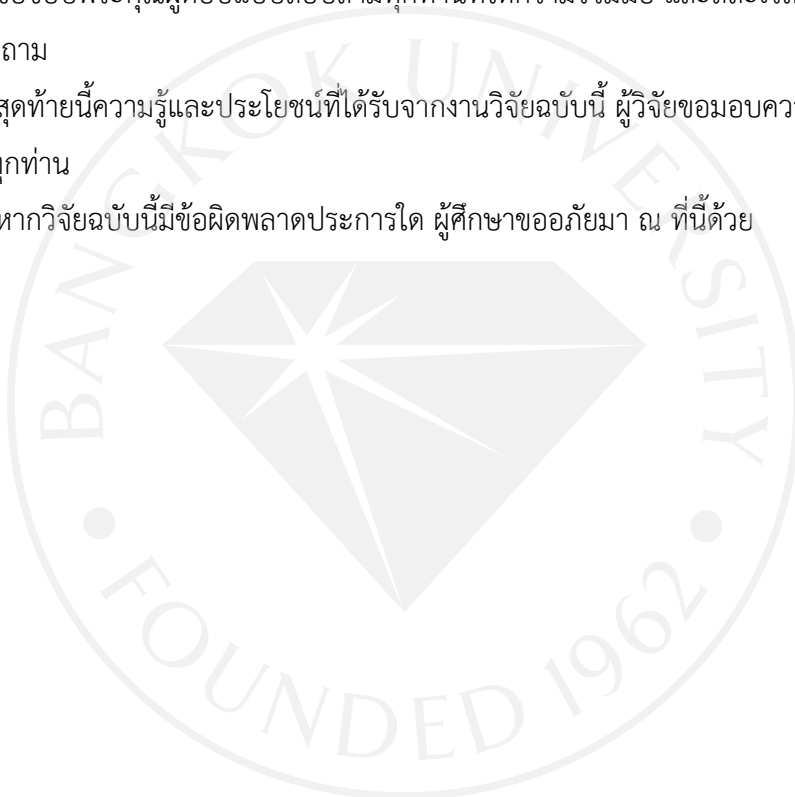 ถาม
สุดท้ายนี้ความรู้และประโยชน์ที่ได้รับจากงานวิจัยฉบับนี้ ผู้วิจัยขอมอบ
ทุกท่าน
หากวิจัยฉบับนี้มีข้อผิดพลาดประการใด ผู้ศึกษาขออภัยมา ณ ที่นี้ด้วย
BANGKOK UNIVERSITY
FOUNDED 1962